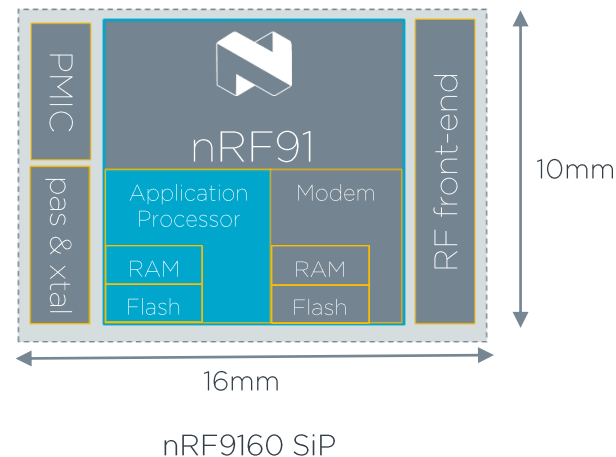 PMIC
pas & xtal
nRF91
Application
Processor
RAM
Flash
Modem
RAM
Flash
RF front-end
10mm
16mm
nRF9160 SiP